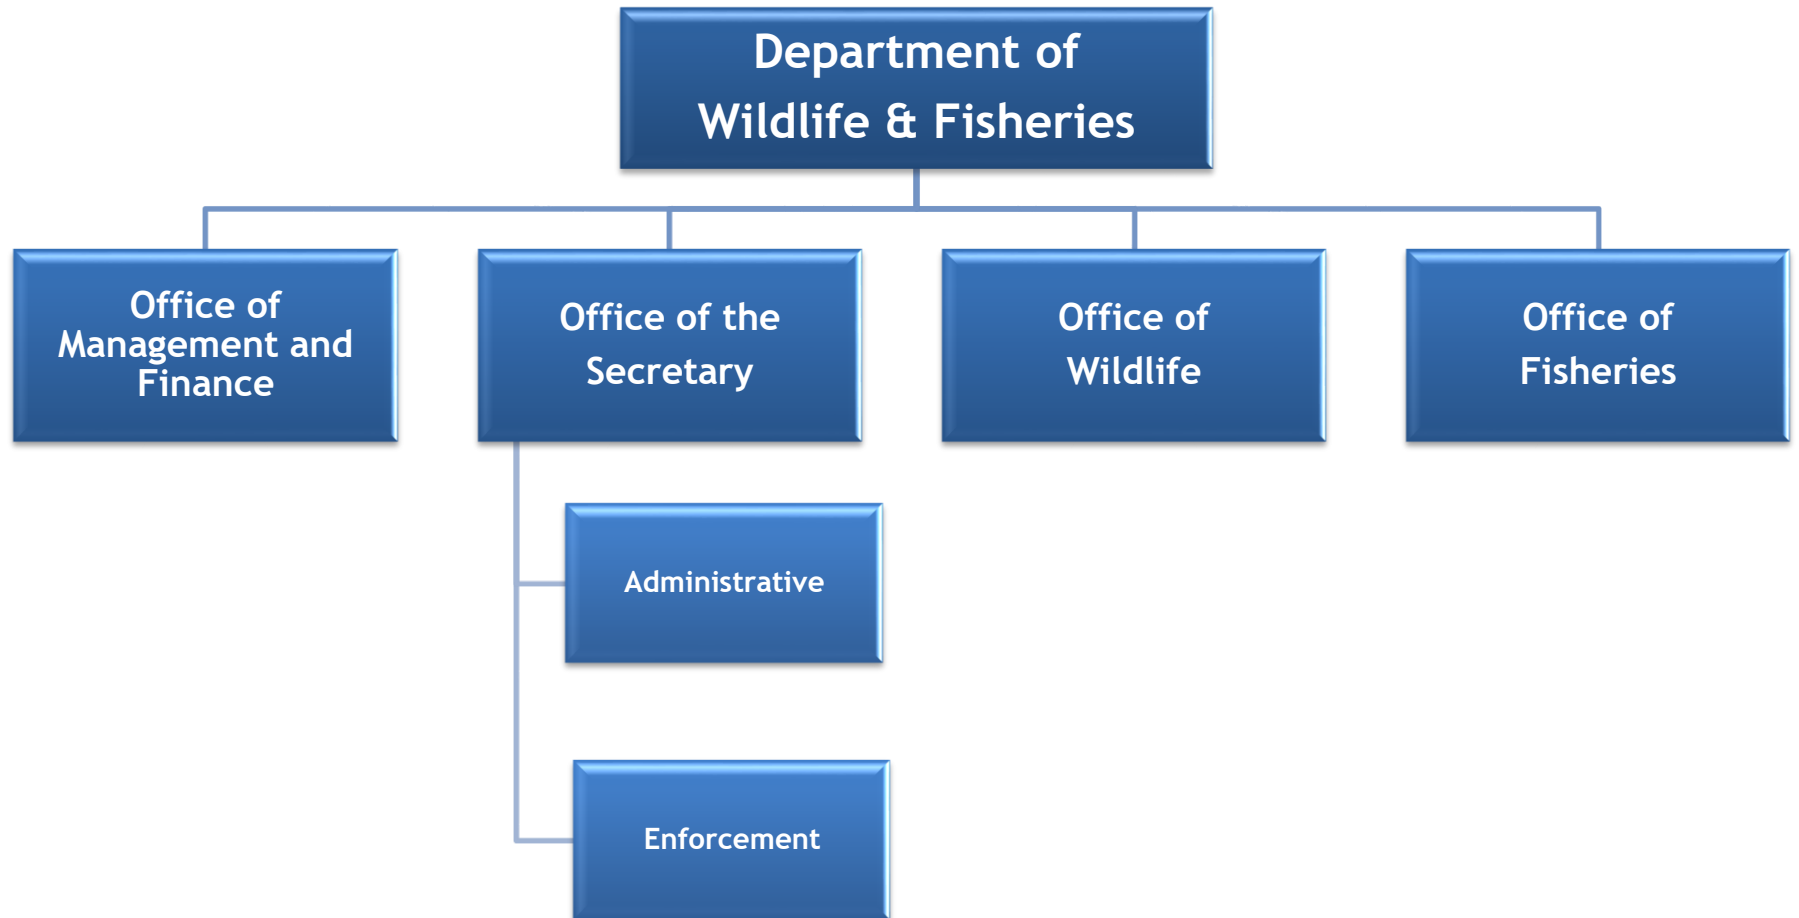 Department of
Wildlife & Fisheries
Office of
Management and
Finance
Office of the
Secretary
Office of
Wildlife
Office of
Fisheries
Administrative
Enforcement